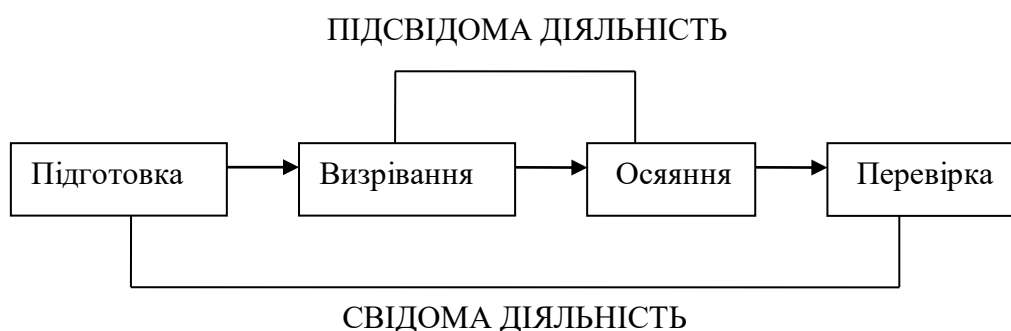 ПІДСВІДОМА ДІЯЛЬНІСТЬ
Підготовка Визрівання Осяяння Перевірка
СВІДОМА ДІЯЛЬНІСТЬ